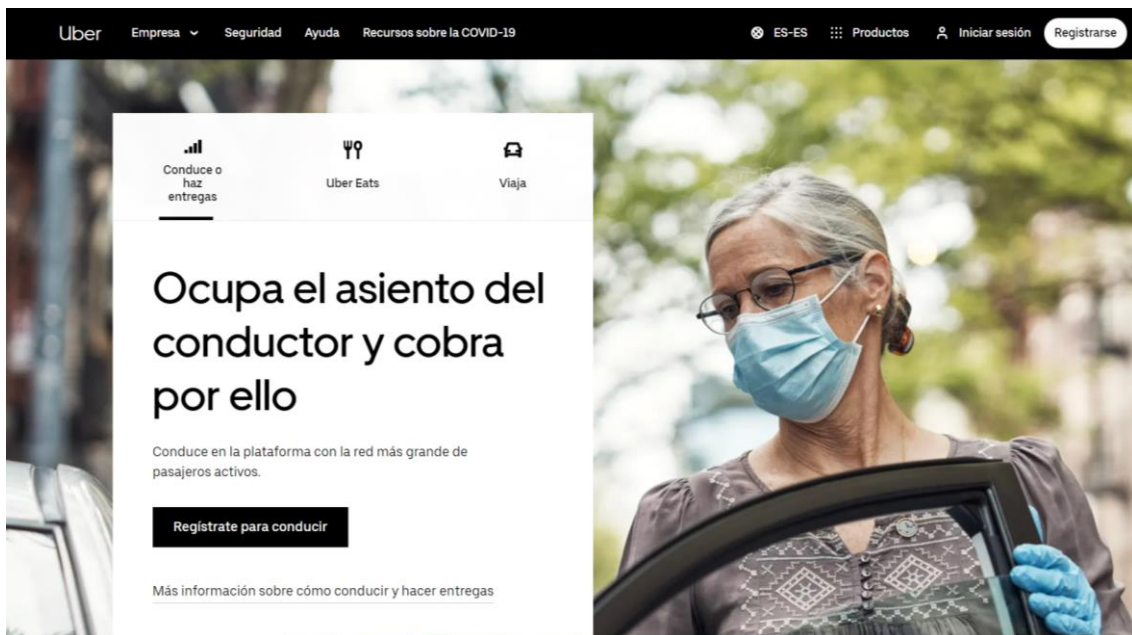 Uber Empresa Seguridad Ayuda Recursos sobre la COVID-19 ES-ES Productos Iniciar sesión Registrarse
Conduce o
haz
entregas
Uber Eats
Viaja
Ocupa el asiento del
conductor y cobra
por ello
Conduce en la plataforma con la red más grande de
pasajeros activos.
Regístrate para conducir
Más información sobre cómo conducir y hacer entregas